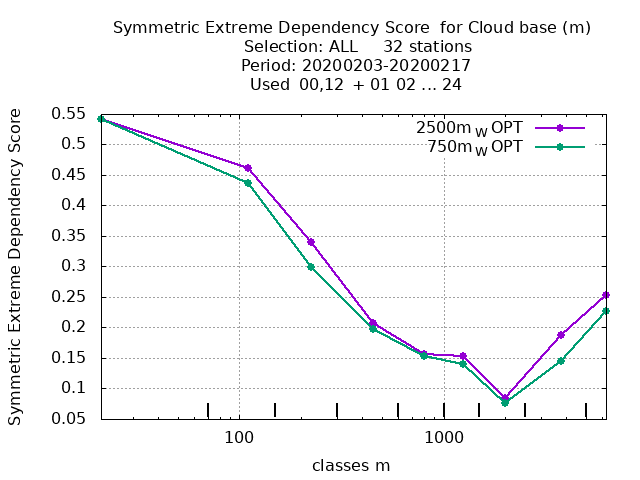 Symmetric Extreme Dependency Score  for Cloud base (m)
Selection: ALL     32 stations
Period: 20200203-20200217
Used  00,12  + 01 02 ... 24
Symmetric Extreme Dependency Score
0.55
0.5
0.45
0.4
0.35
0.3
0.25
0.2
0.15
0.1
0.05
2500m W OPT
750m W OPT
100
1000
classes m